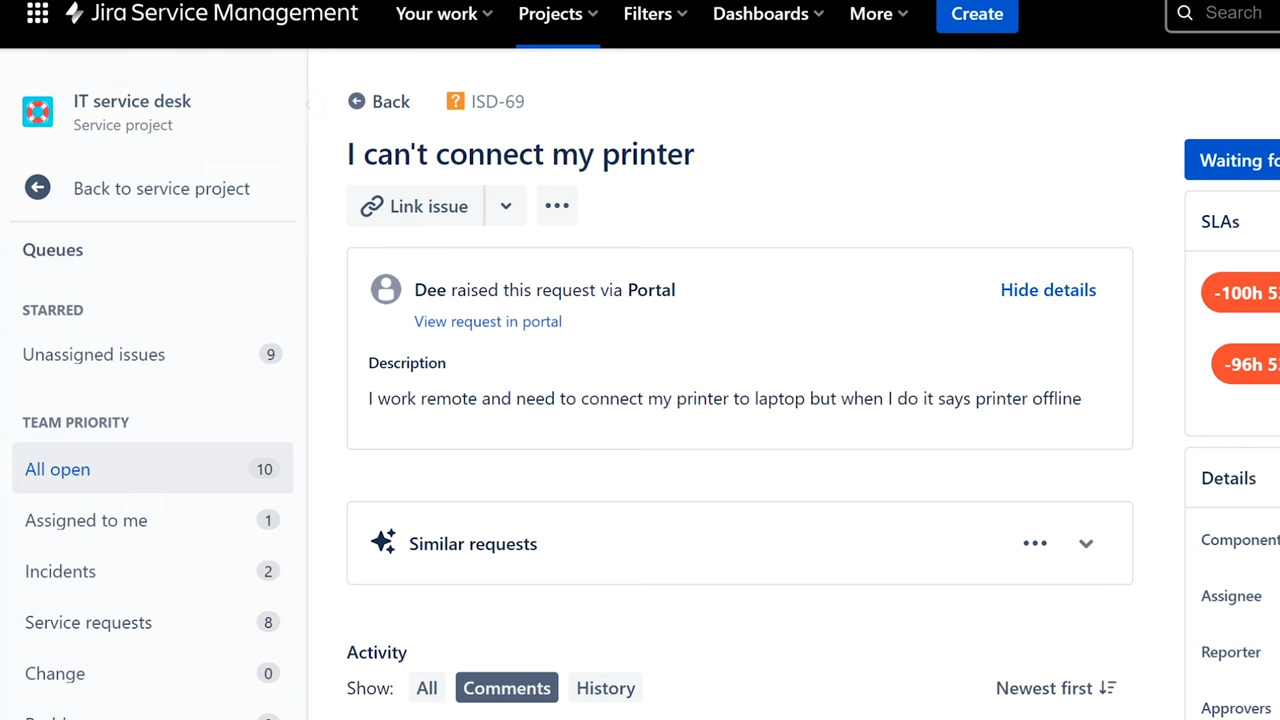 Jira Service Management
Your work
Projects
Filters
Dashboards
More
Create
Search
IT service desk
Service project
Back to service project
Queues
STARRED
Unassigned issues 9
TEAM PRIORITY
All open 10
Assigned to me 1
Incidents 2
Service requests 8
Change 0
Back
ISD-69
I can't connect my printer
Link issue
Dee raised this request via Portal
Hide details
View request in portal
Description
I work remote and need to connect my printer to laptop but when I do it says printer offline
Similar requests
Activity
Show: All Comments History
Newest first
Waiting fo
SLAs
-100h 53
-96h 53
Details
Component
Assignee
Reporter
Approvers